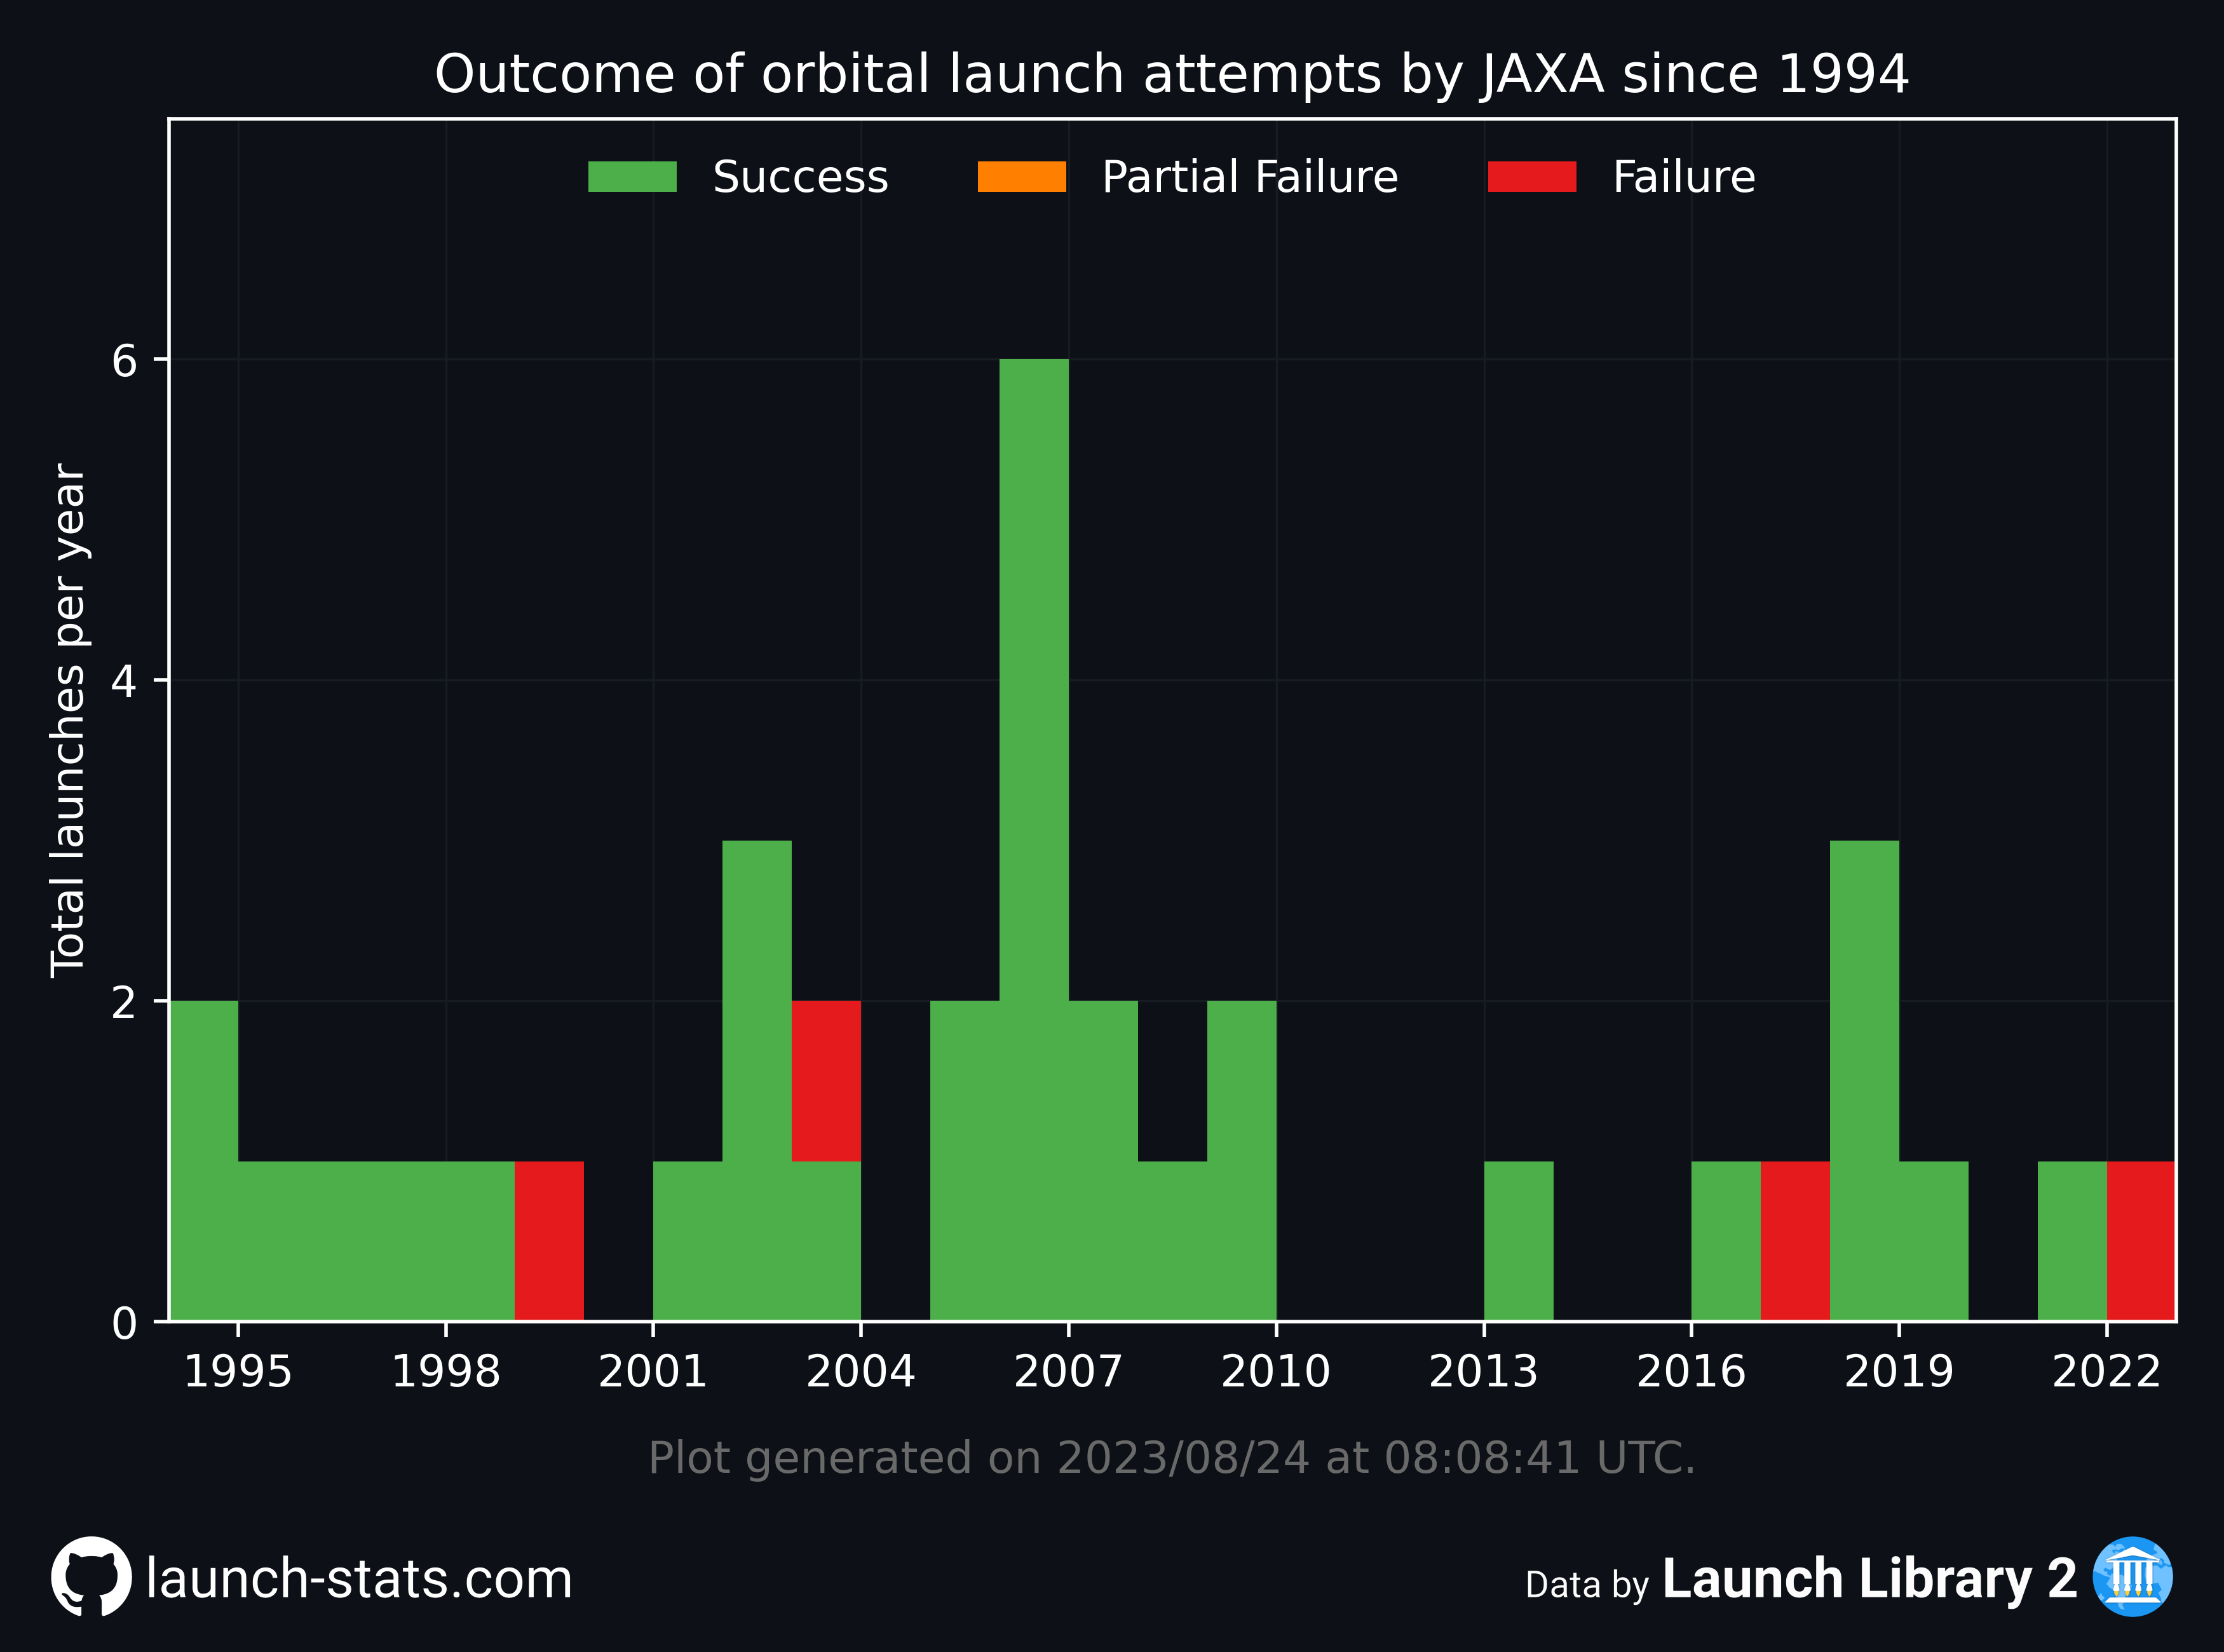 Outcome of orbital launch attempts by JAXA since 1994
Success Partial Failure Failure
Total launches per year
6
4
2
0
1995 1998 2001 2004 2007 2010 2013 2016 2019 2022
Plot generated on 2023/08/24 at 08:08:41 UTC.
launch-stats.com
Data by Launch Library 2